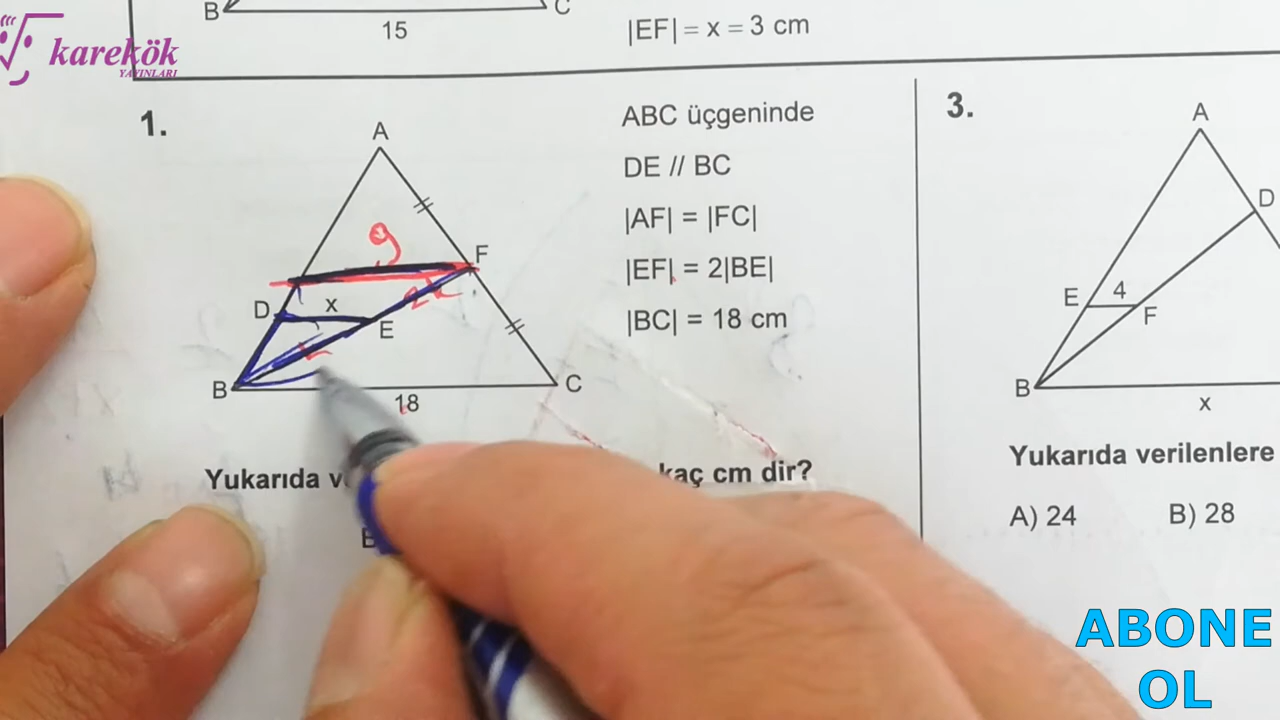 B
C
15
|EF| = x = 3 cm
karekök
YAYINLARI
1.
A
9
F
2k
D
x
E
B
C
18
ABC üçgeninde
DE // BC
|AF| = |FC|
|EF| = 2|BE|
|BC| = 18 cm
Yukarıda
kaç cm dir?
3.
A
D
E
4
F
B
x
Yukarıda verilenlere
A) 24
B) 28
ABONE
OL